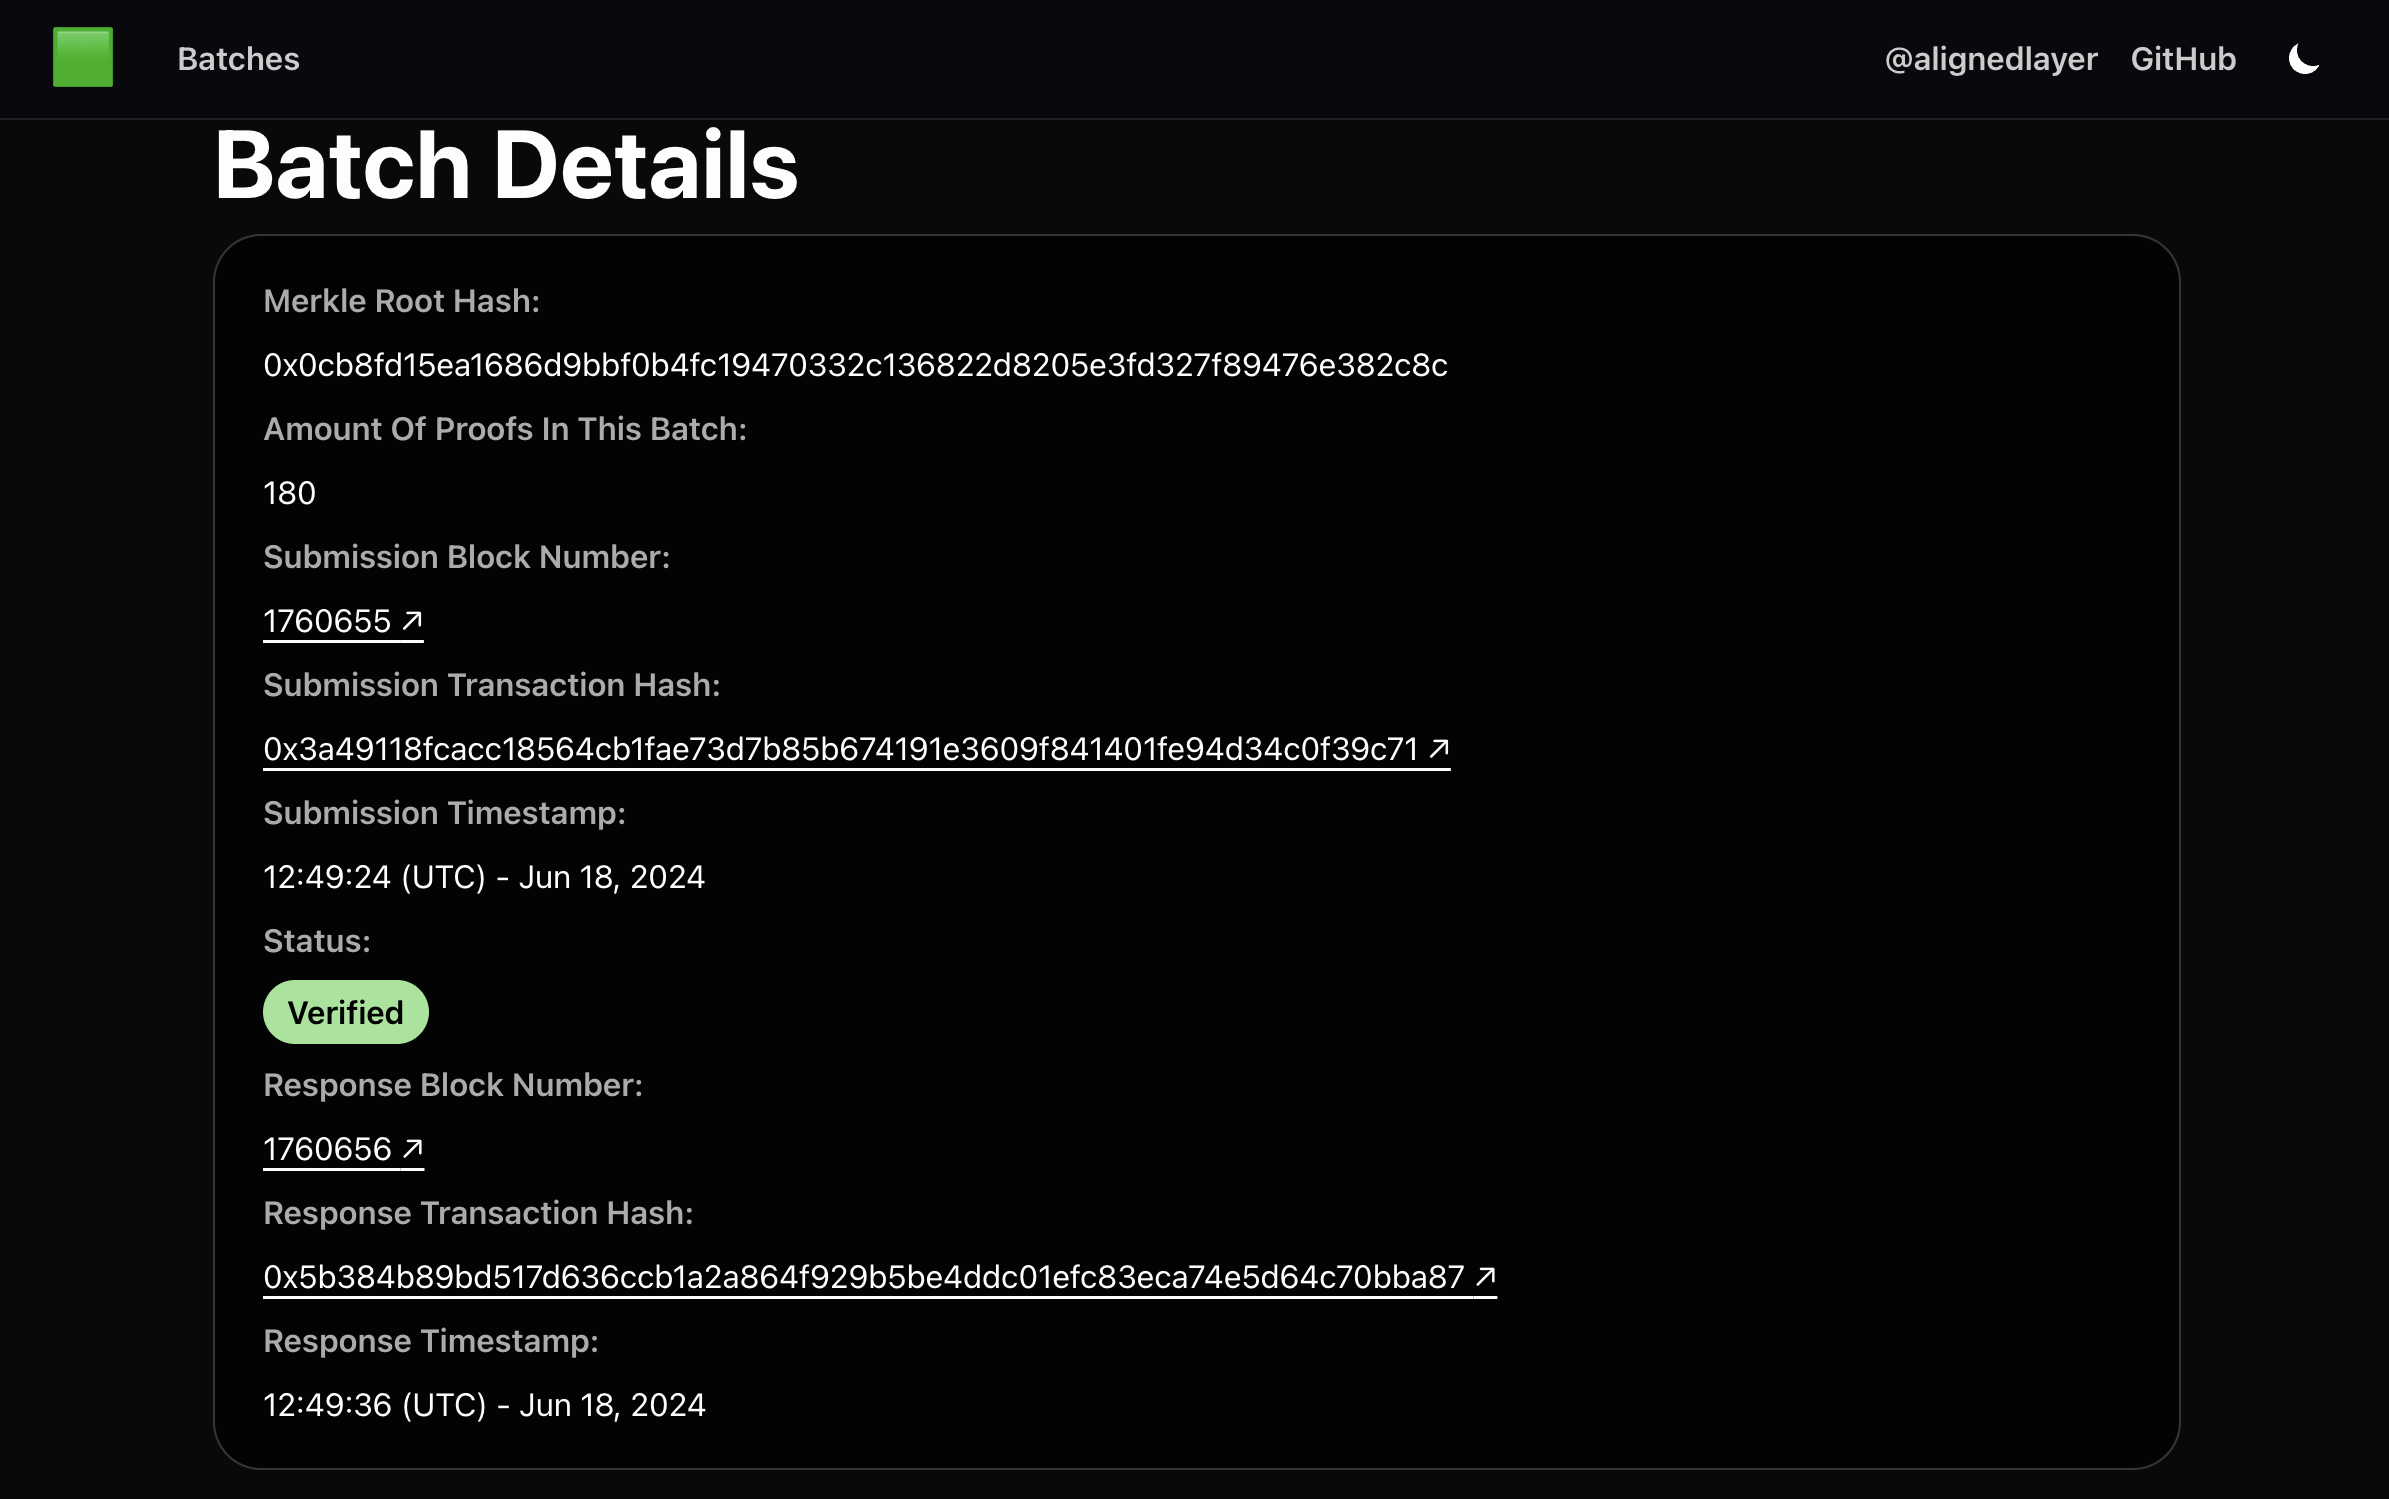 Batches
@alignedlayer
GitHub
Batch Details
Merkle Root Hash:
0x0cb8fd15ea1686d9bbf0b4fc19470332c136822d8205e3fd327f89476e382c8c
Amount Of Proofs In This Batch:
180
Submission Block Number:
1760655 ↗
Submission Transaction Hash:
0x3a49118fcacc18564cb1fae73d7b85b674191e3609f841401fe94d34c0f39c71 ↗
Submission Timestamp:
12:49:24 (UTC) - Jun 18, 2024
Status:
Verified
Response Block Number:
1760656 ↗
Response Transaction Hash:
0x5b384b89bd517d636ccb1a2a864f929b5be4ddc01efc83eca74e5d64c70bba87 ↗
Response Timestamp:
12:49:36 (UTC) - Jun 18, 2024